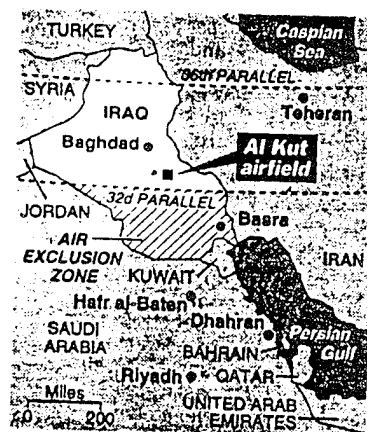 TURKEY
Caspian
Sea
36th PARALLEL
SYRIA
Teheran
IRAQ
Baghdad
Al Kut
airfield
32d PARALLEL
JORDAN
Basra
AIR
EXCLUSION
ZONE
IRAN
KUWAIT
Hafr al-Baten
Dhahran
SAUDI
ARABIA
Persian
Gulf
BAHRAIN
Miles
Riyadh
QATAR
0 200
UNITED ARAB
EMIRATES